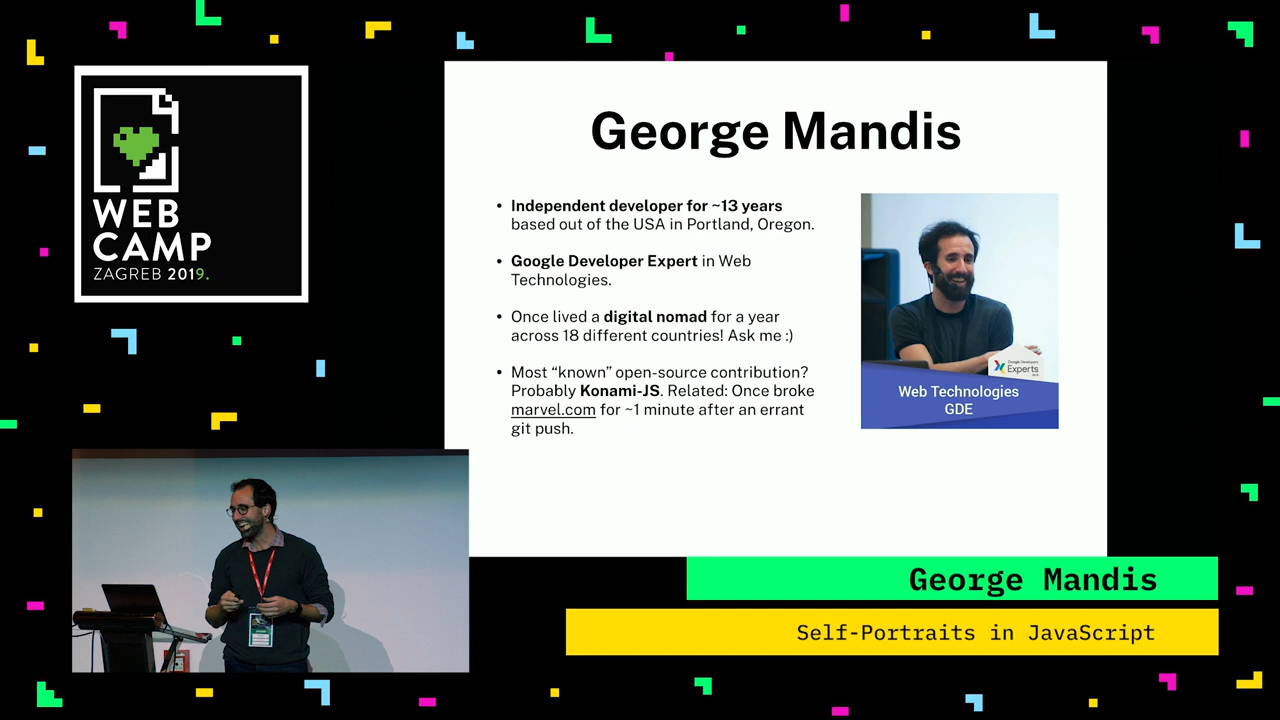 WEB
CAMP
ZAGREB 2019.
George Mandis
• Independent developer for ~13 years
based out of the USA in Portland, Oregon.
• Google Developer Expert in Web
Technologies.
• Once lived a digital nomad for a year
across 18 different countries! Ask me :)
• Most “known” open-source contribution?
Probably Konami-JS. Related: Once broke
marvel.com for ~1 minute after an errant
git push.
Google Developers
Experts
Web Technologies
GDE
George Mandis
Self-Portraits in JavaScript